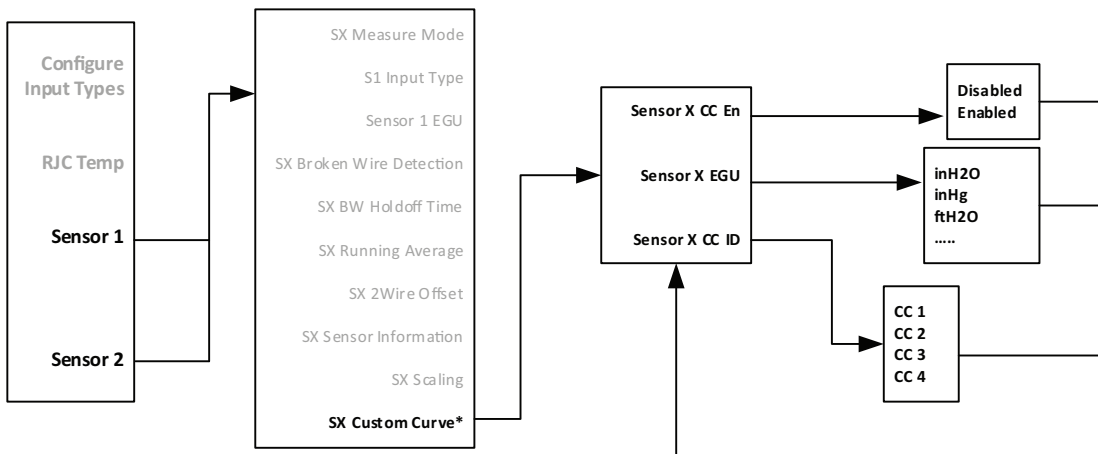 Configure
Input Types
RJC Temp
Sensor 1
Sensor 2
SX Measure Mode
S1 Input Type
Sensor 1 EGU
SX Broken Wire Detection
SX BW Holdoff Time
SX Running Average
SX 2Wire Offset
SX Sensor Information
SX Scaling
SX Custom Curve*
Sensor X CC En
Sensor X EGU
Sensor X CC ID
Disabled
Enabled
inH2O
inHg
ftH2O
.....
CC 1
CC 2
CC 3
CC 4